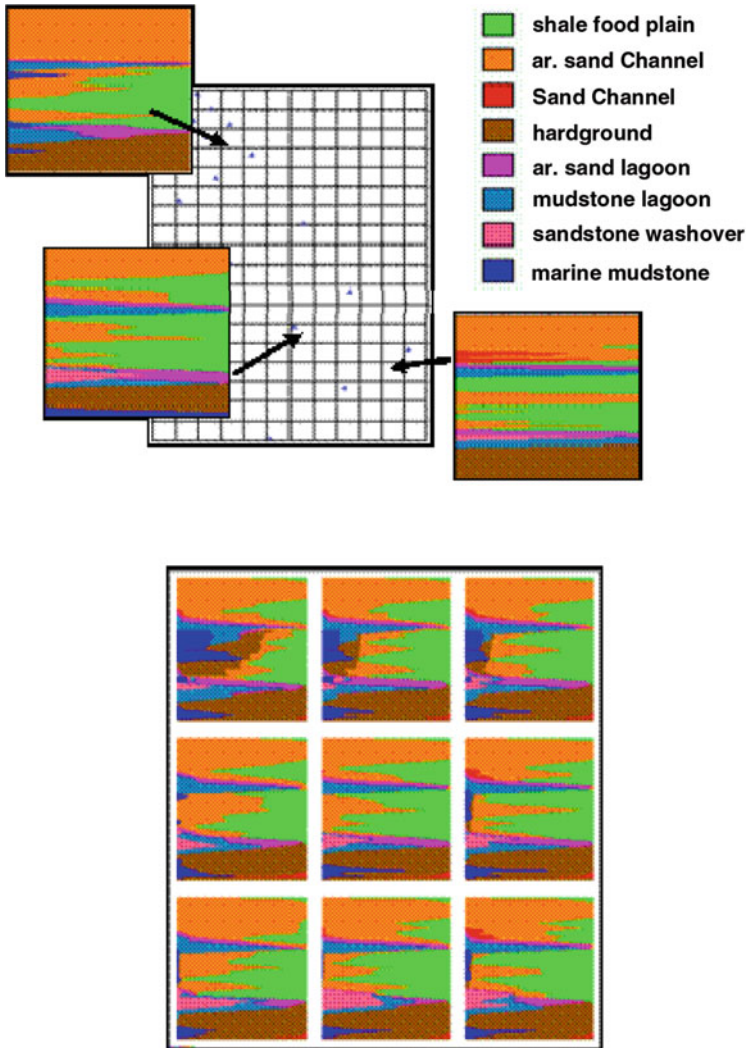 shale food plain
ar. sand Channel
Sand Channel
hardground
ar. sand lagoon
mudstone lagoon
sandstone washover
marine mudstone